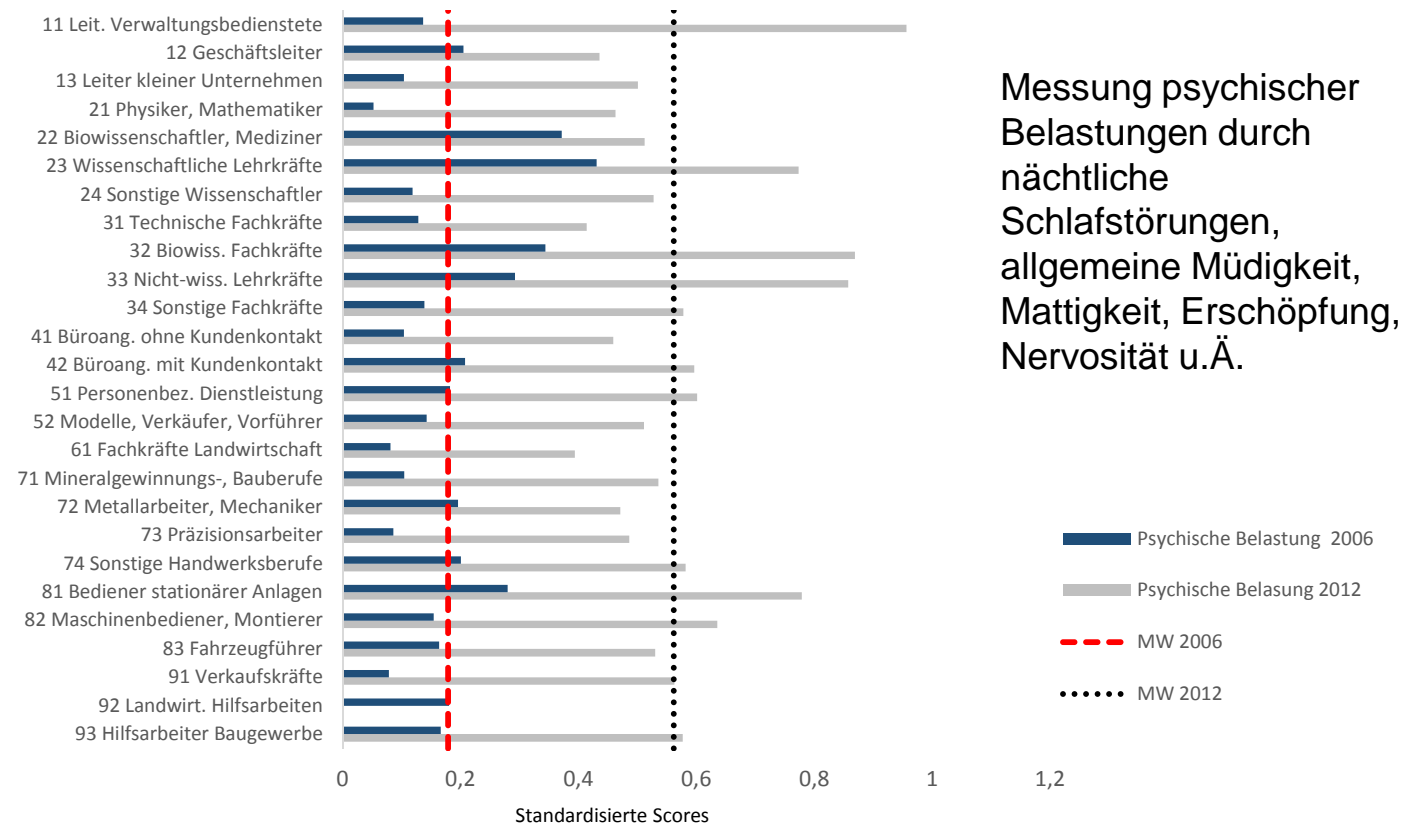 11 Leit. Verwaltungsbedienstete
12 Geschäftsleiter
13 Leiter kleiner Unternehmen
21 Physiker, Mathematiker
22 Biowissenschaftler, Mediziner
23 Wissenschaftliche Lehrkräfte
24 Sonstige Wissenschaftler
31 Technische Fachkräfte
32 Biowiss. Fachkräfte
33 Nicht-wiss. Lehrkräfte
34 Sonstige Fachkräfte
41 Büroang. ohne Kundenkontakt
42 Büroang. mit Kundenkontakt
51 Personenbez. Dienstleistung
52 Modelle, Verkäufer, Vorführer
61 Fachkräfte Landwirtschaft
71 Mineralgewinnungs-, Bauberufe
72 Metallarbeiter, Mechaniker
73 Präzisionsarbeiter
74 Sonstige Handwerksberufe
81 Bediener stationärer Anlagen
82 Maschinenbediener, Montierer
83 Fahrzeugführer
91 Verkaufskräfte
92 Landwirt. Hilfsarbeiten
93 Hilfsarbeiter Baugewerbe
0 0,2 0,4 0,6 0,8 1 1,2
Standardisierte Scores
Messung psychischer
Belastungen durch
nächtliche
Schlafstörungen,
allgemeine Müdigkeit,
Mattigkeit, Erschöpfung,
Nervosität u.Ä.
Psychische Belastung 2006
Psychische Belasung 2012
MW 2006
MW 2012